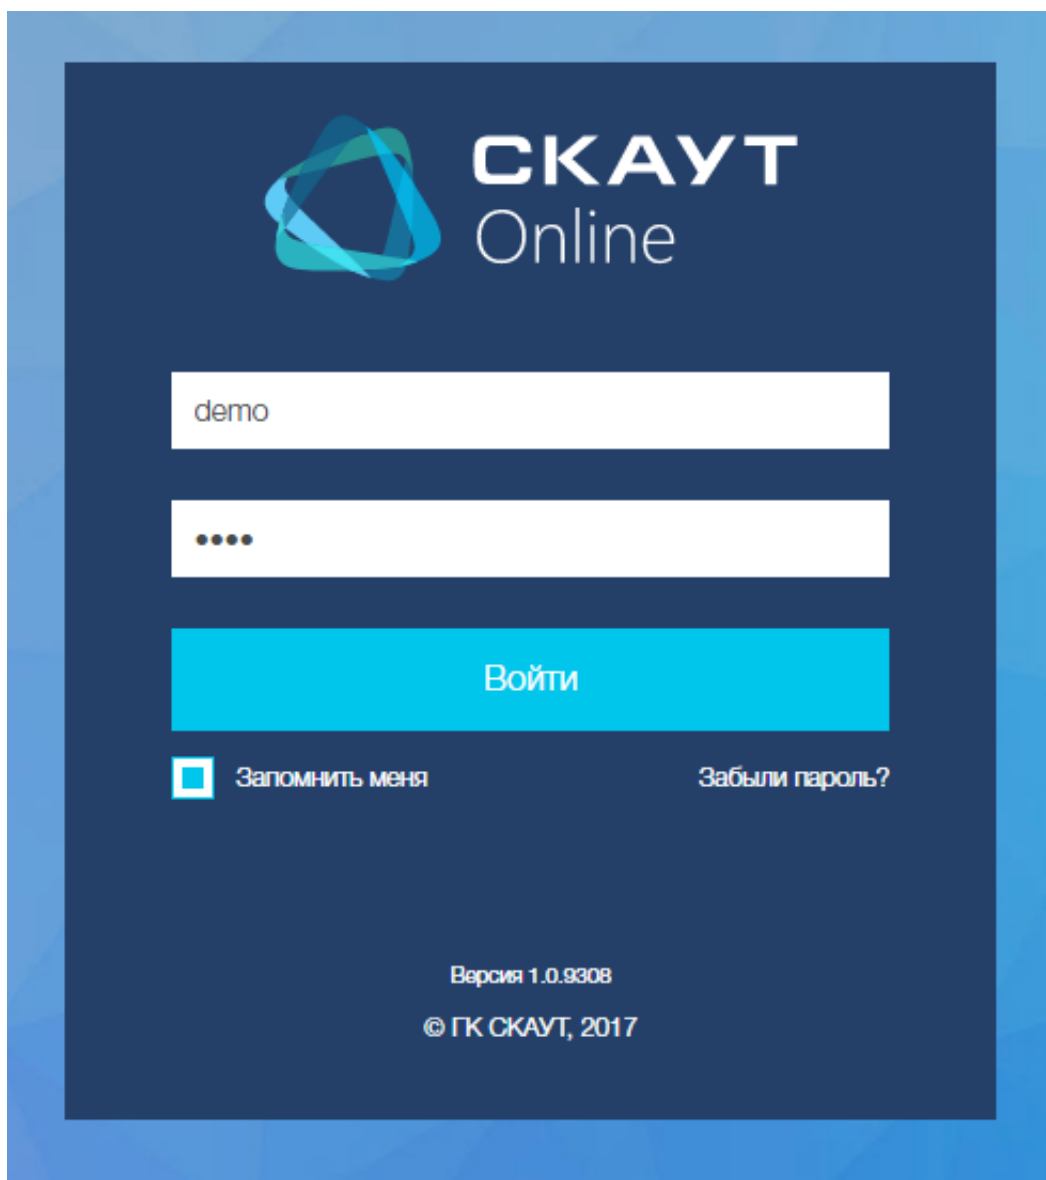 СКАУТ
Online
demo
••••
Войти
Запомнить меня
Забыли пароль?
Версия 1.0.9308
© ГК СКАУТ, 2017